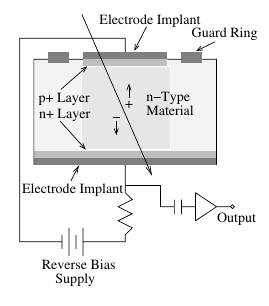 Electrode Implant
Guard Ring
p+ Layer
n+ Layer
+
−
n−Type
Material
Electrode Implant
Output
Reverse Bias
Supply